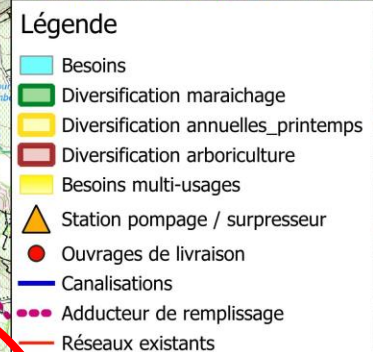 Légende
Besoins
Diversification maraichage
Diversification annuelles_printemps
Diversification arboriculture
Besoins multi-usages
Station pompage / surpresseur
Ouvrages de livraison
Canalisations
Adducteur de remplissage
Réseaux existants